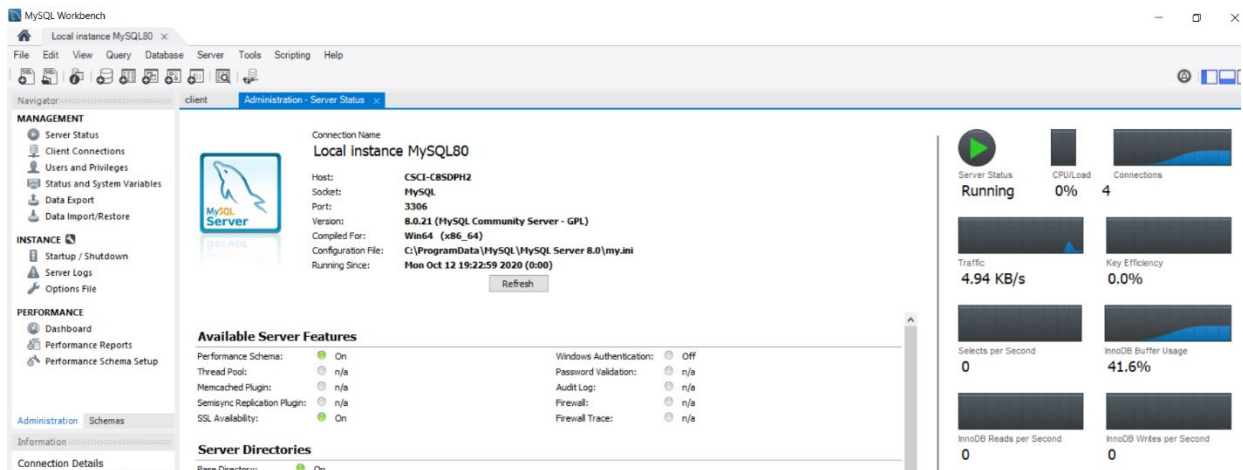 MySQL Workbench
Local instance MySQL80
File Edit View Query Database Server Tools Scripting Help
Navigator
MANAGEMENT
Server Status
Client Connections
Users and Privileges
Status and System Variables
Data Export
Data Import/Restore
INSTANCE
Startup / Shutdown
Server Logs
Options File
PERFORMANCE
Dashboard
Performance Reports
Performance Schema Setup
Administration Schemas
Information
Connection Details
client Administration - Server Status
MySQL
Server
Connection Name
Local instance MySQL80
Host: CSCI-C8SDPH2
Socket: MySQL
Port: 3306
Version: 8.0.21 (MySQL Community Server - GPL)
Compiled For: Win64 (x86_64)
Configuration File: C:\ProgramData\MySQL\MySQL Server 8.0\my.ini
Running Since: Mon Oct 12 19:22:59 2020 (0:00)
Refresh
Available Server Features
Performance Schema: On Windows Authentication: Off
Thread Pool: n/a Password Validation: n/a
Memcached Plugin: n/a Audit Log: n/a
Semisync Replication Plugin: n/a Firewall: n/a
SSL Availability: On Firewall Trace: n/a
Server Directories
Base Directory: On
Server Status CPU/Load Connections
Running 0% 4
Traffic Key Efficiency
4.94 KB/s 0.0%
Selects per Second InnoDB Buffer Usage
0 41.6%
InnoDB Reads per Second InnoDB Writes per Second
0 0